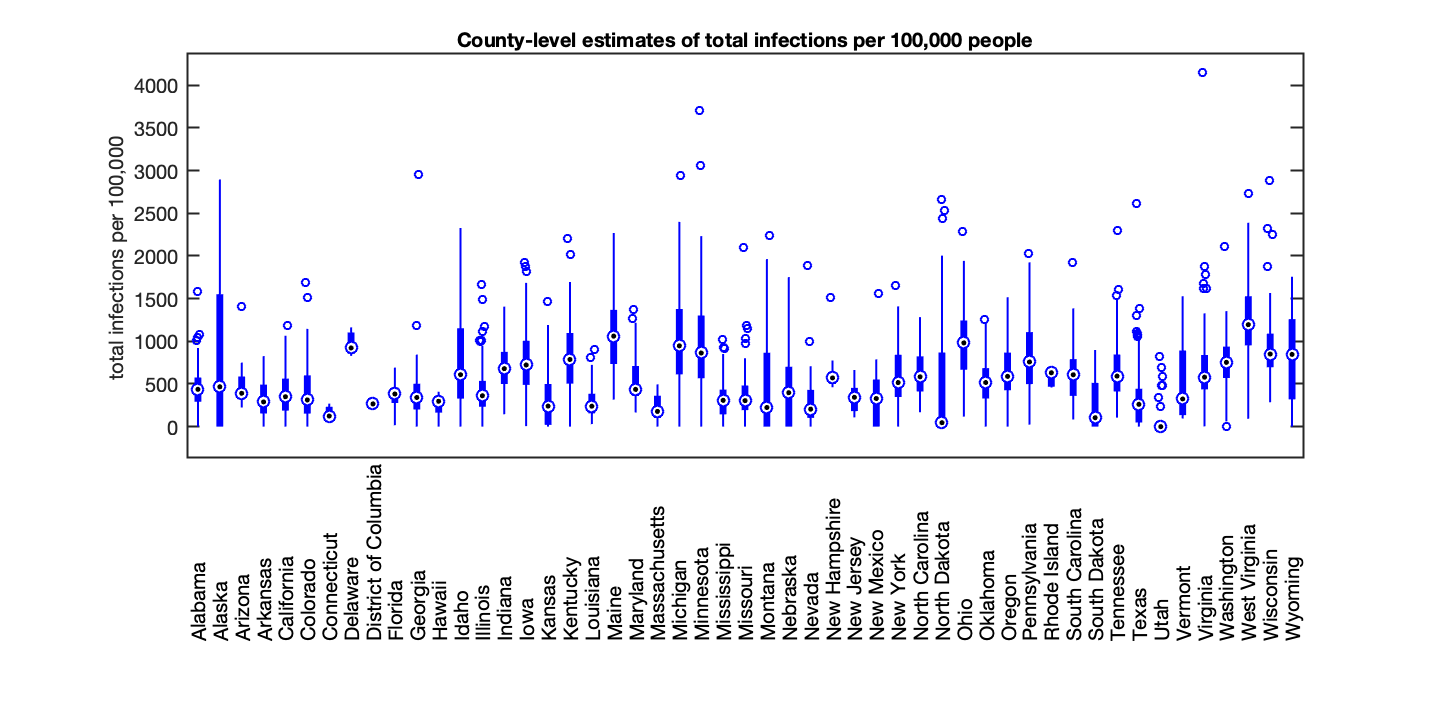 County-level estimates of total infections per 100,000 people
total infections per 100,000
4000
3500
3000
2500
2000
1500
1000
500
0
Alabama
Alaska
Arizona
Arkansas
California
Colorado
Connecticut
Delaware
District of Columbia
Florida
Georgia
Hawaii
Idaho
Illinois
Indiana
Iowa
Kansas
Kentucky
Louisiana
Maine
Maryland
Massachusetts
Michigan
Minnesota
Mississippi
Missouri
Montana
Nebraska
Nevada
New Hampshire
New Jersey
New Mexico
New York
North Carolina
North Dakota
Ohio
Oklahoma
Oregon
Pennsylvania
Rhode Island
South Carolina
South Dakota
Tennessee
Texas
Utah
Vermont
Virginia
Washington
West Virginia
Wisconsin
Wyoming